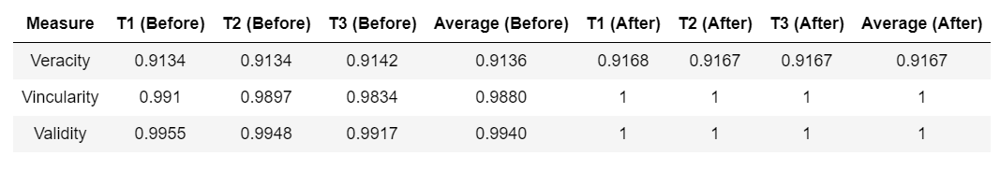 Measure T1 (Before) T2 (Before) T3 (Before) Average (Before) T1 (After) T2 (After) T3 (After) Average (After)
Veracity 0.9134 0.9134 0.9142 0.9136 0.9168 0.9167 0.9167 0.9167
Vincularity 0.991 0.9897 0.9834 0.9880 1 1 1 1
Validity 0.9955 0.9948 0.9917 0.9940 1 1 1 1